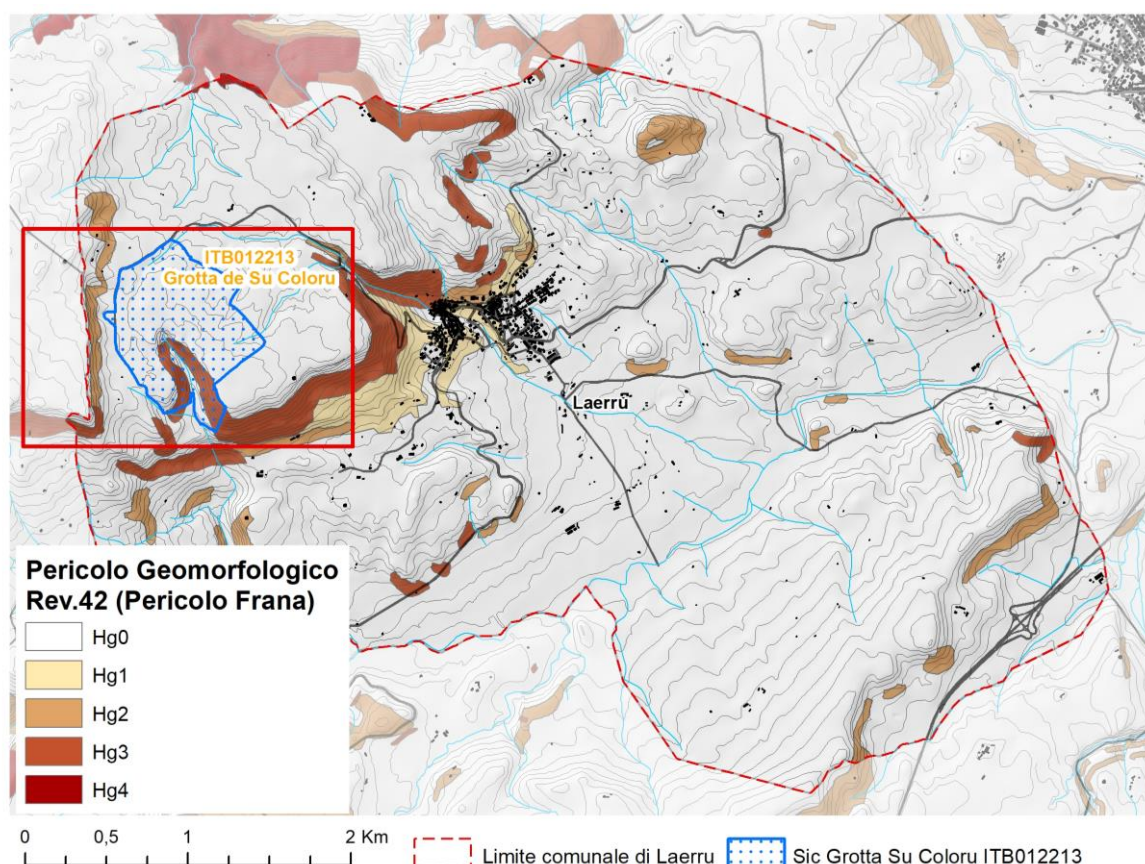 ITB012213
Grotta de Su Coloru
Laerru
Pericolo Geomorfologico
Rev.42 (Pericolo Frana)
Hg0
Hg1
Hg2
Hg3
Hg4
0 0,5 1 2 Km
Limite comunale di Laerru
Sic Grotta Su Coloru ITB012213